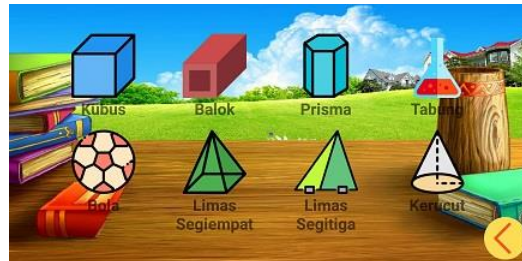 Kubus
Balok
Prisma
Tabung
Bola
Limas
Segiempat
Limas
Segitiga
Kerucut